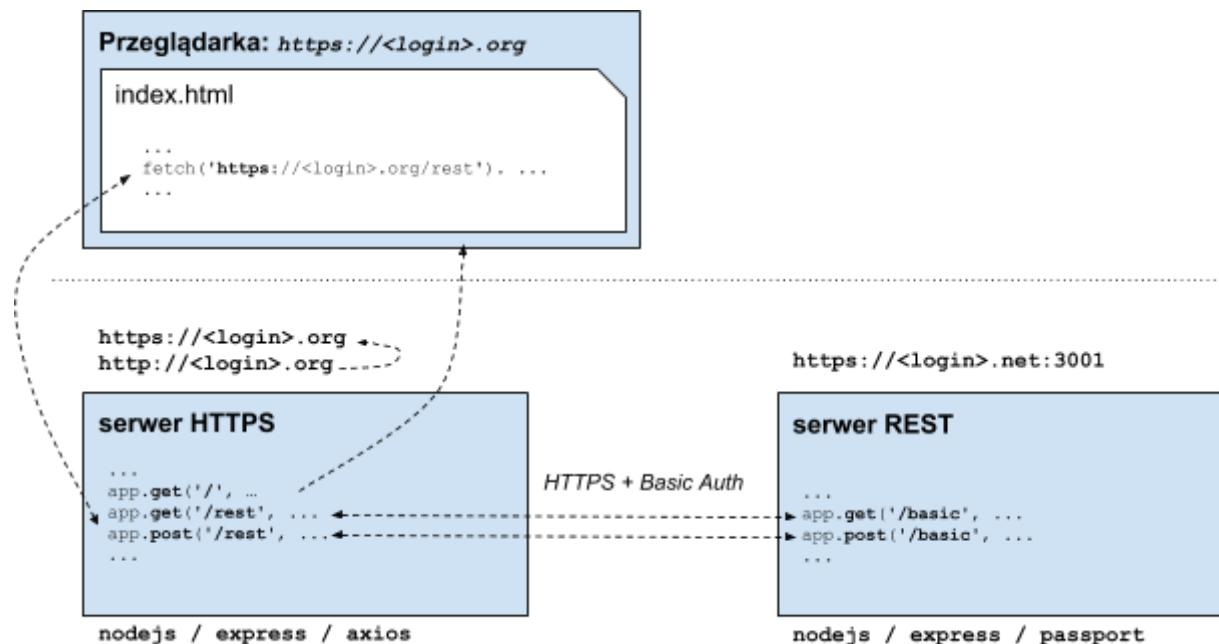 Przeglądarka: https://<login>.org
index.html
...
fetch('https://<login>.org/rest'). ...
...
https://<login>.org
http://<login>.org
serwer HTTPS
...
app.get('/', …
app.get('/rest', ...
app.post('/rest', ...
...
nodejs / express / axios
HTTPS + Basic Auth
https://<login>.net:3001
serwer REST
...
app.get('/basic', ...
app.post('/basic', ...
...
nodejs / express / passport